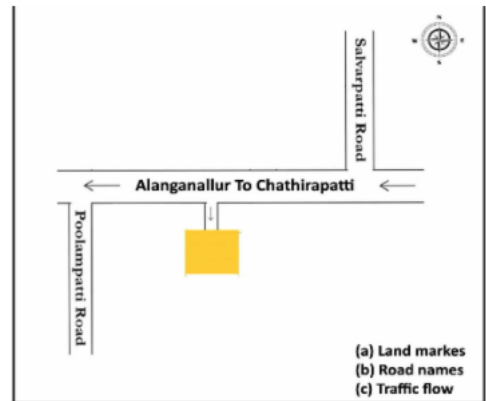 N
W
E
S
Salvarpatti Road
Alanganallur To Chathirapatti
Poolampatti Road
(a) Land markes
(b) Road names
(c) Traffic flow